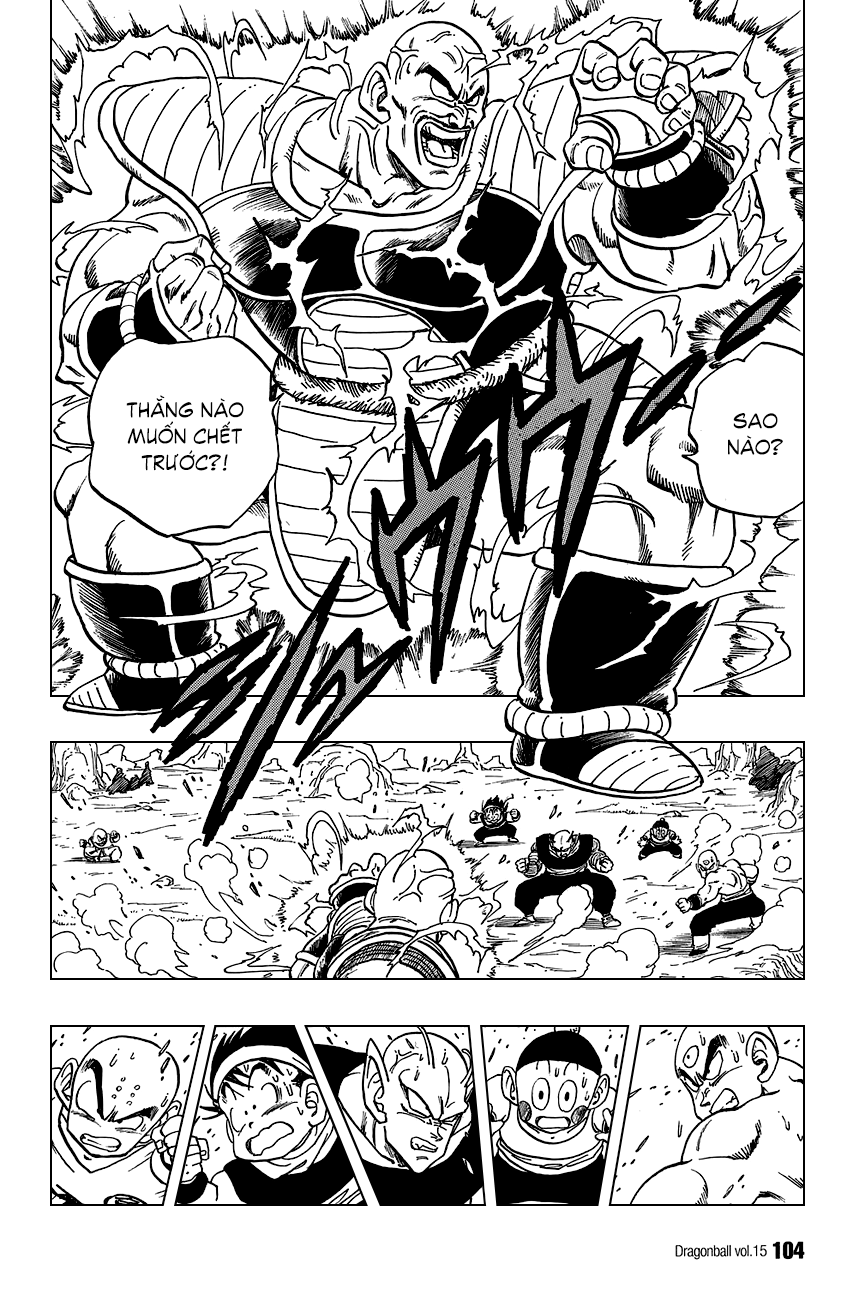 SAO
NÀO?
THẰNG NÀO
MUỐN CHẾT
TRƯỚC?!
Dragonball vol.15 104